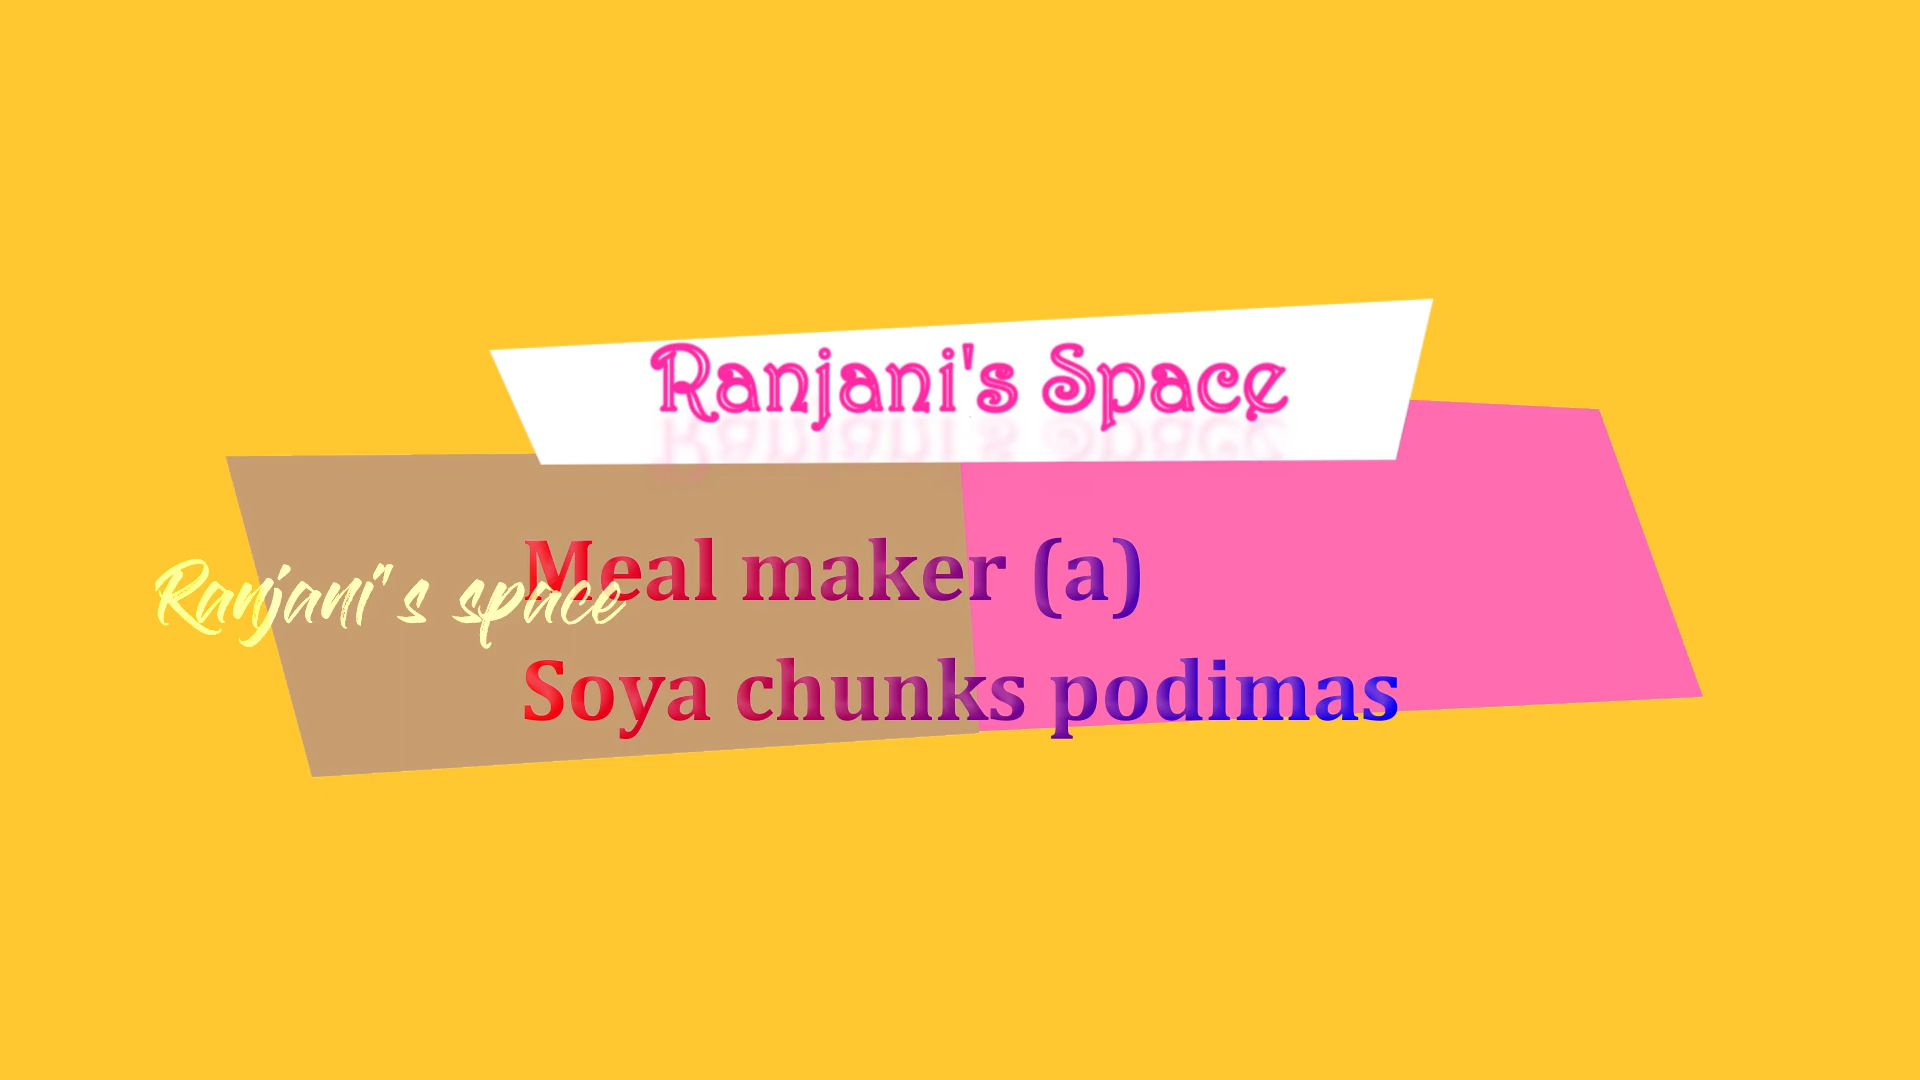 Ranjani's Space
Meal maker (a)
Ranjani"s space
Soya chunks podimas